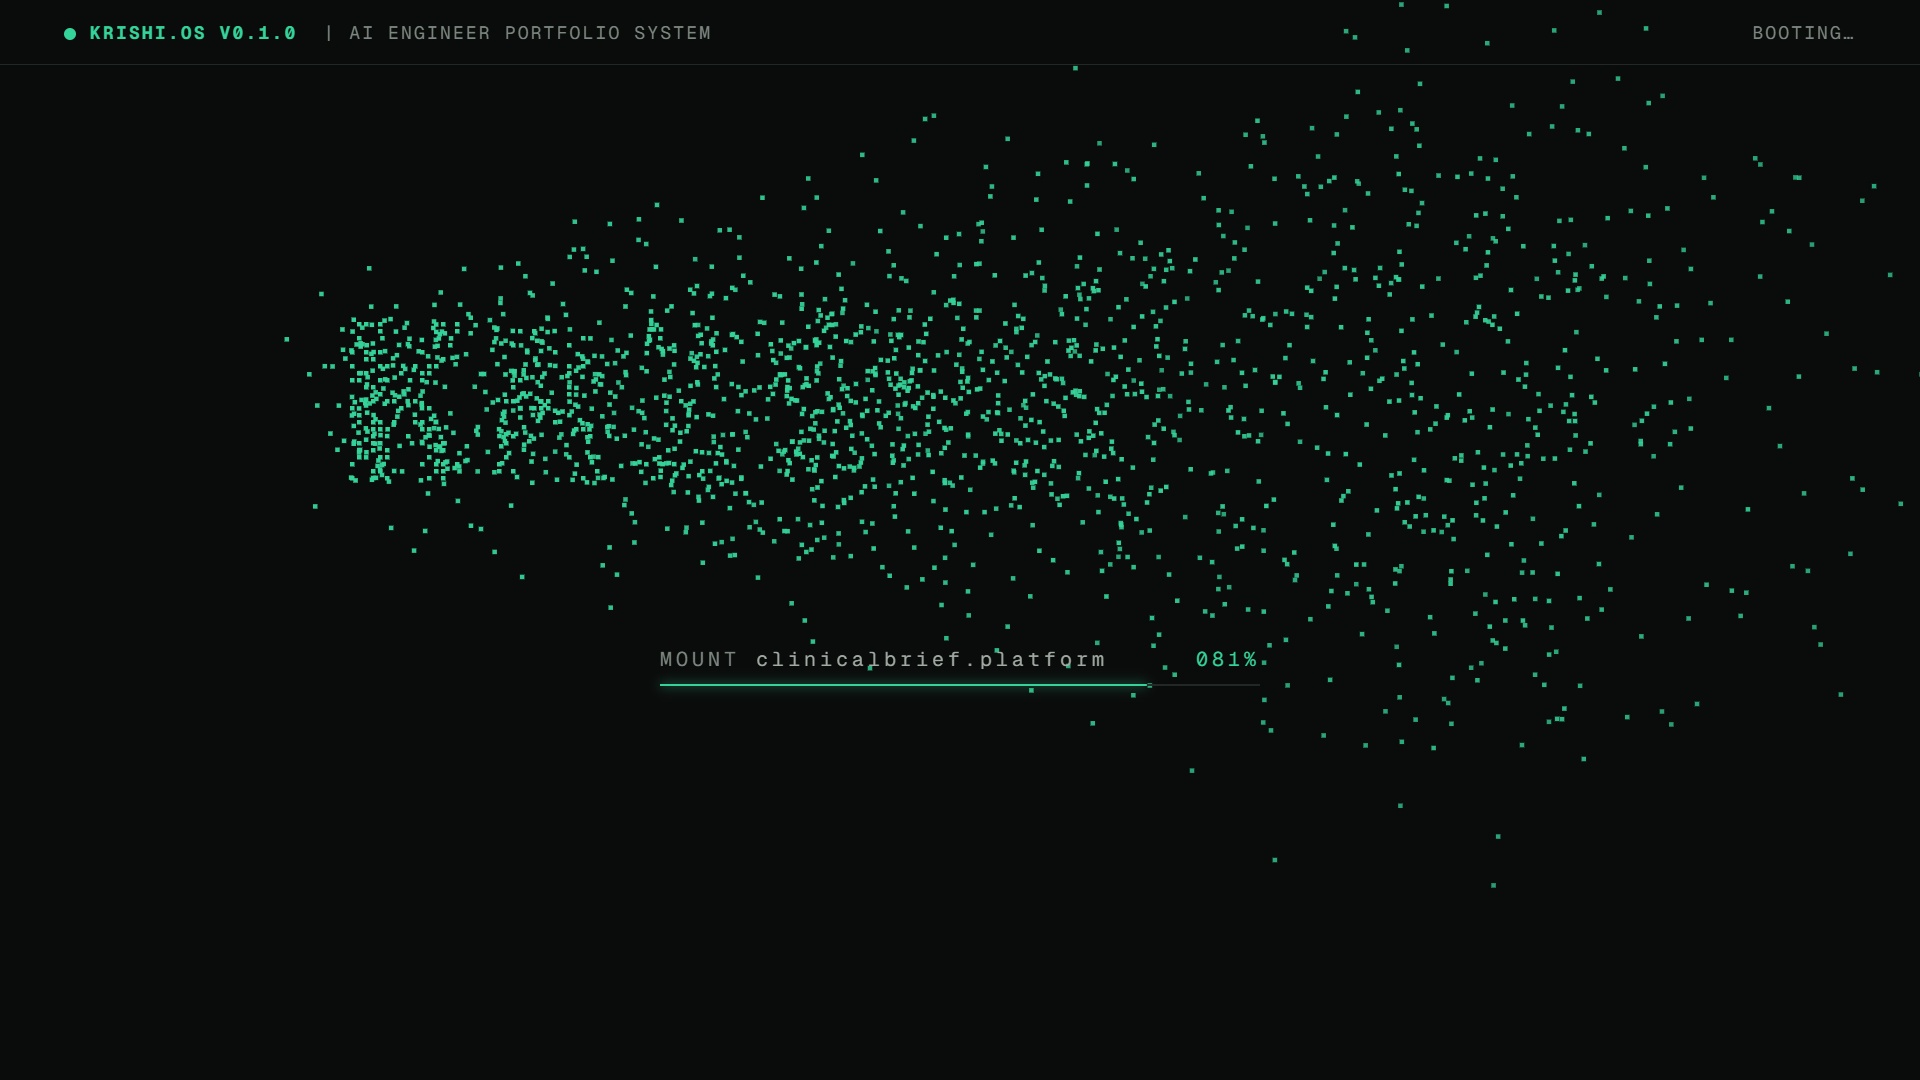 KRISHI.OS V0.1.0 | AI ENGINEER PORTFOLIO SYSTEM
BOOTING…
MOUNT clinicalbrief.platform 081%